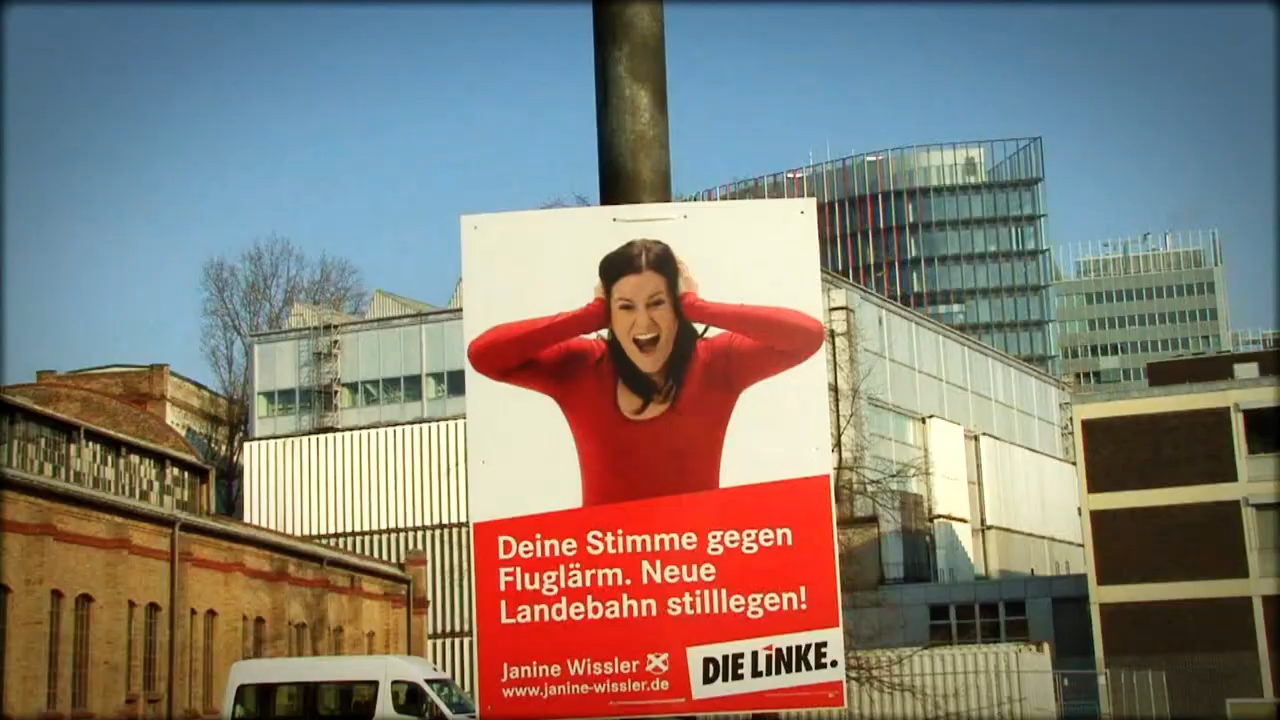 Deine Stimme gegen
Fluglärm. Neue
Landebahn stilllegen!
Janine Wissler
www.janine-wissler.de
DIE LiNKE.